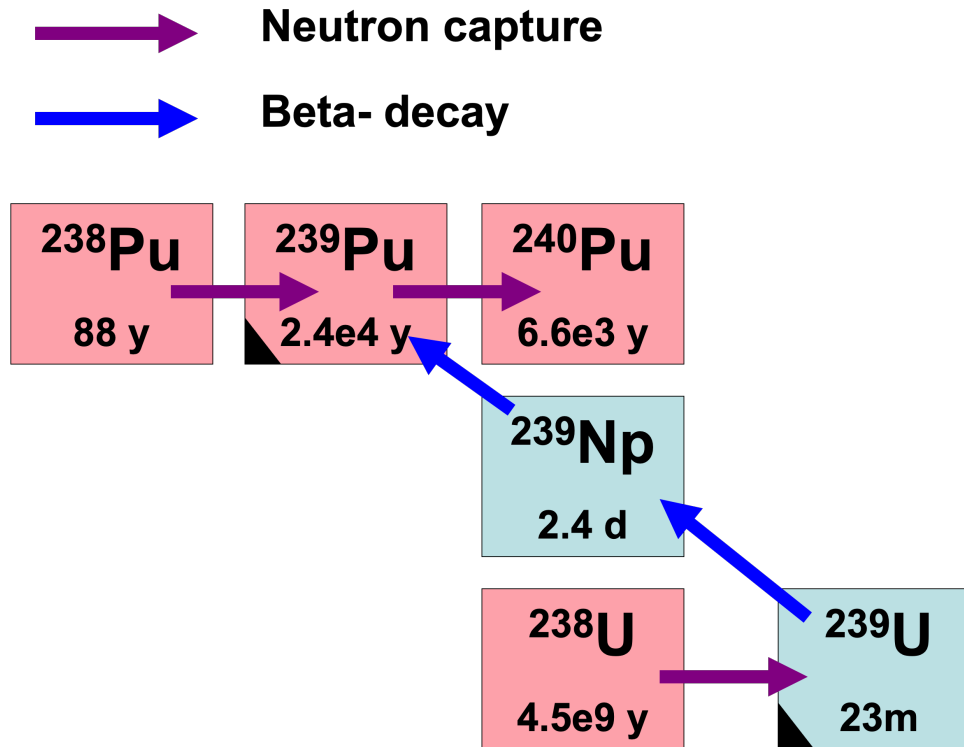 Neutron capture
Beta- decay
²³⁸Pu
88 y
²³⁹Pu
2.4e4 y
²⁴⁰Pu
6.6e3 y
²³⁹Np
2.4 d
²³⁸U
4.5e9 y
²³⁹U
23m